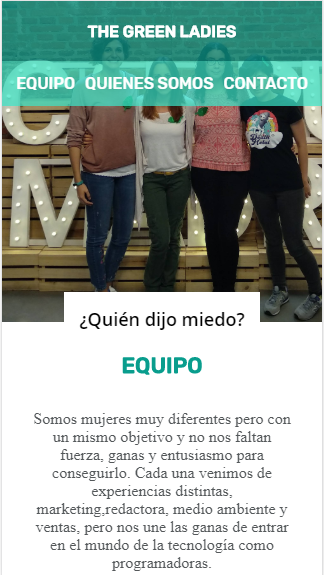 THE GREEN LADIES
EQUIPO QUIENES SOMOS CONTACTO
¿Quién dijo miedo?
EQUIPO
Somos mujeres muy diferentes pero con
un mismo objetivo y no nos faltan
fuerza, ganas y entusiasmo para
conseguirlo. Cada una venimos de
experiencias distintas,
marketing,redactora, medio ambiente y
ventas, pero nos une las ganas de entrar
en el mundo de la tecnología como
programadoras.